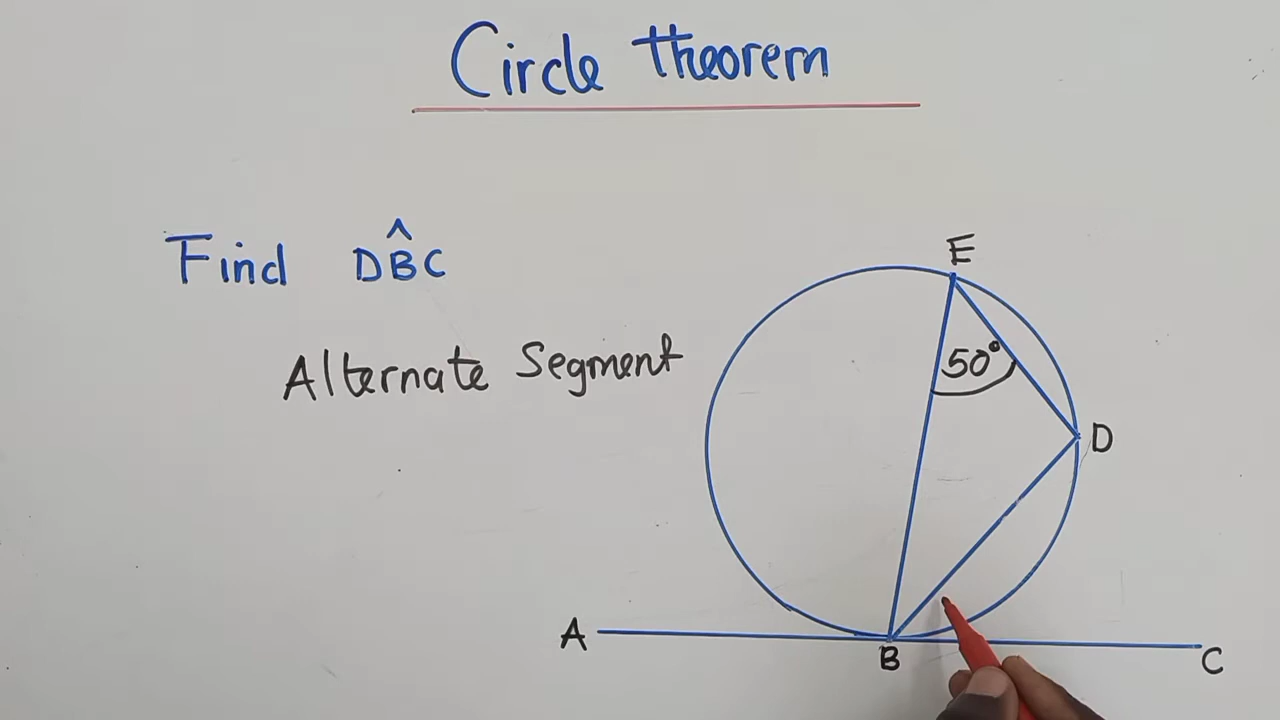 Circle theorem
Find DB̂C
Alternate Segment
E
50°
D
A
B
C